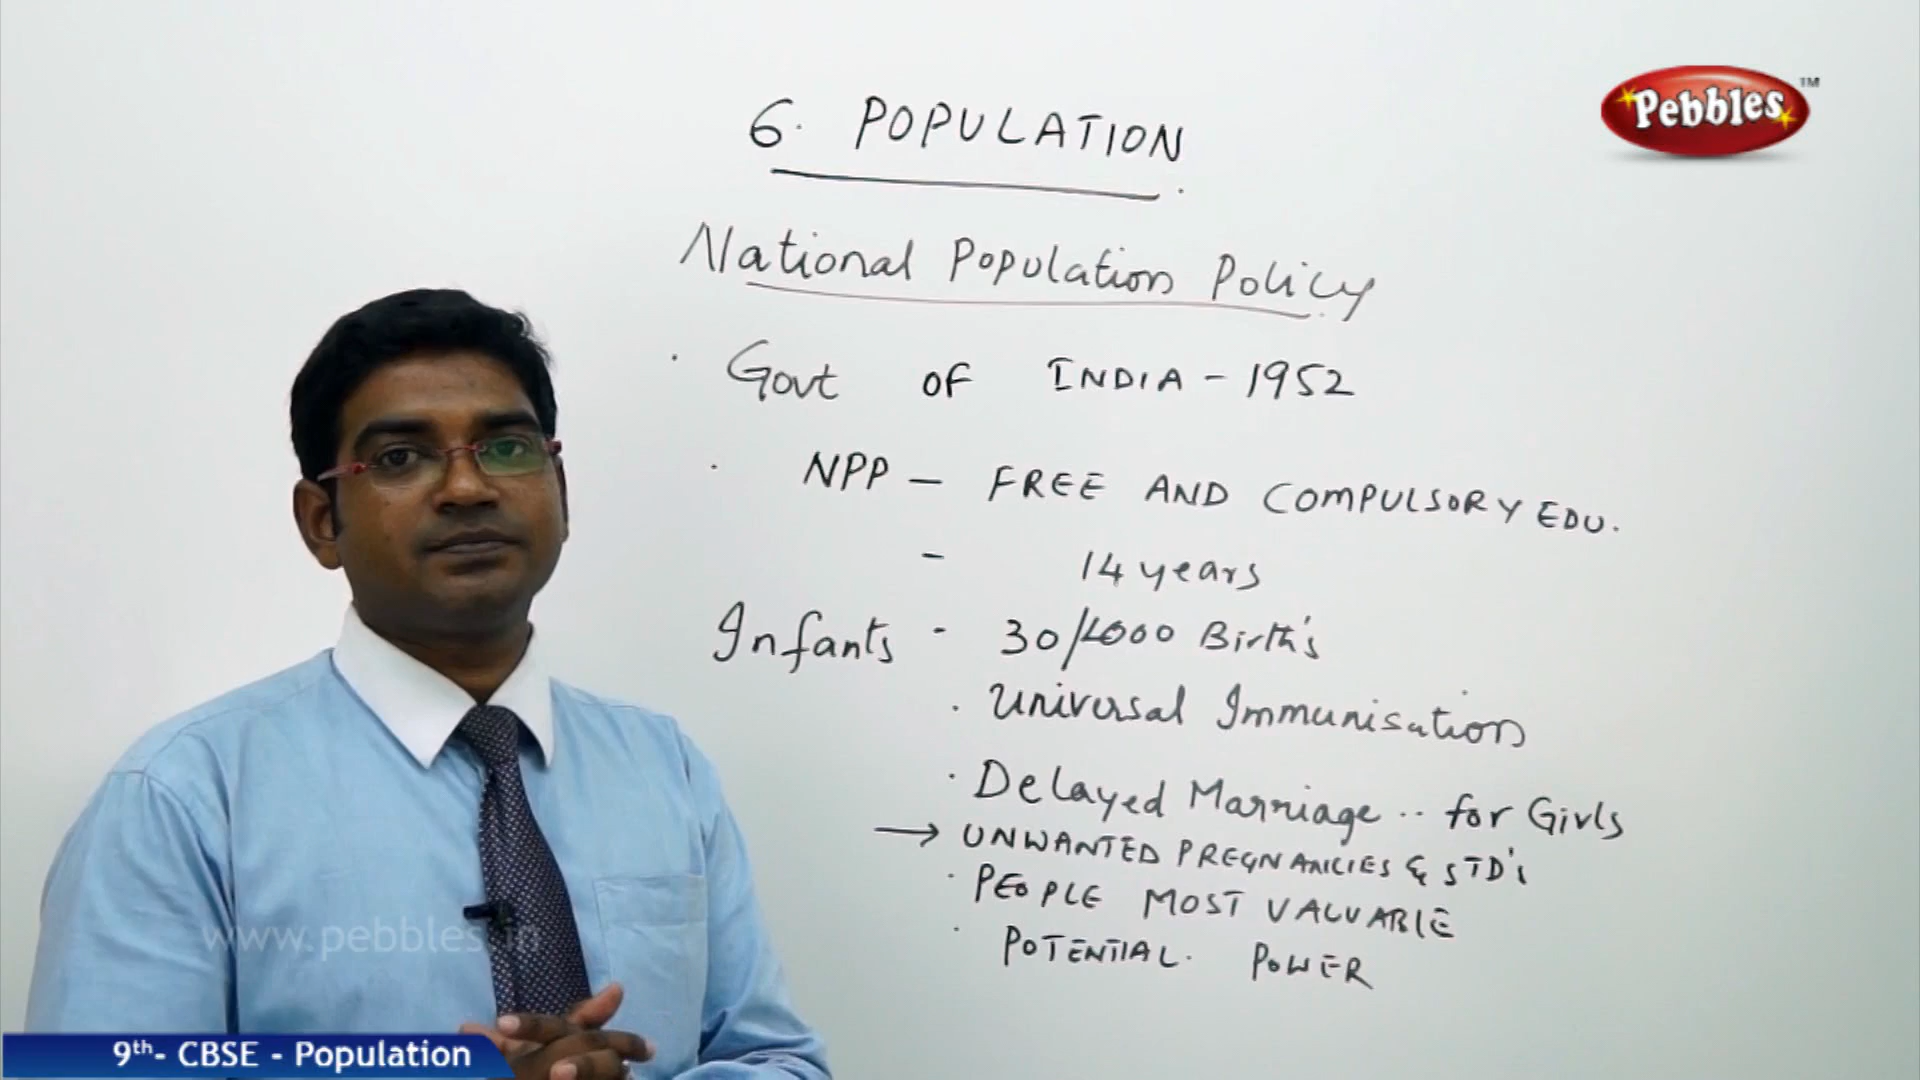 Pebbles TM
6. POPULATION
National Population Policy
· Govt OF INDIA - 1952
· NPP - FREE AND COMPULSORY EDU.
- 14 years
Infants - 30/1000 Birth's
· Universal Immunisation
· Delayed Marriage .. for Girls
→ UNWANTED PREGNANCIES & STD's
· PEOPLE MOST VALUABLE
· POTENTIAL. POWER
www.pebbles.in
9th- CBSE - Population